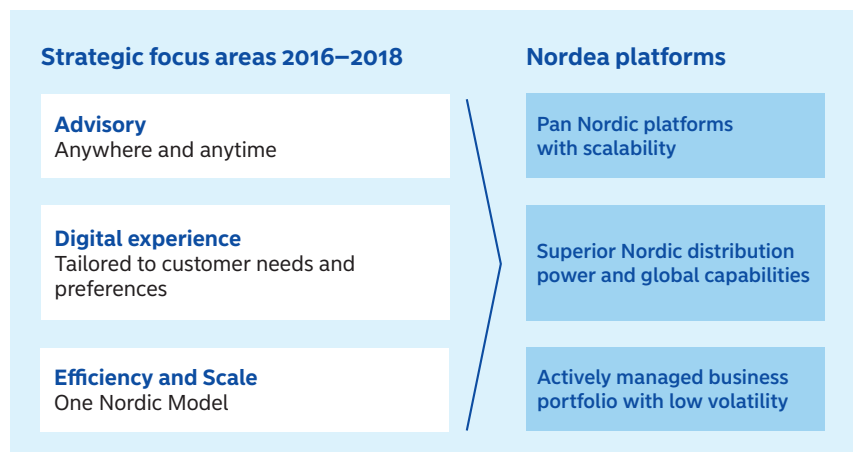 Strategic focus areas 2016–2018
Advisory
Anywhere and anytime
Digital experience
Tailored to customer needs and
preferences
Efficiency and Scale
One Nordic Model
Nordea platforms
Pan Nordic platforms
with scalability
Superior Nordic distribution
power and global capabilities
Actively managed business
portfolio with low volatility